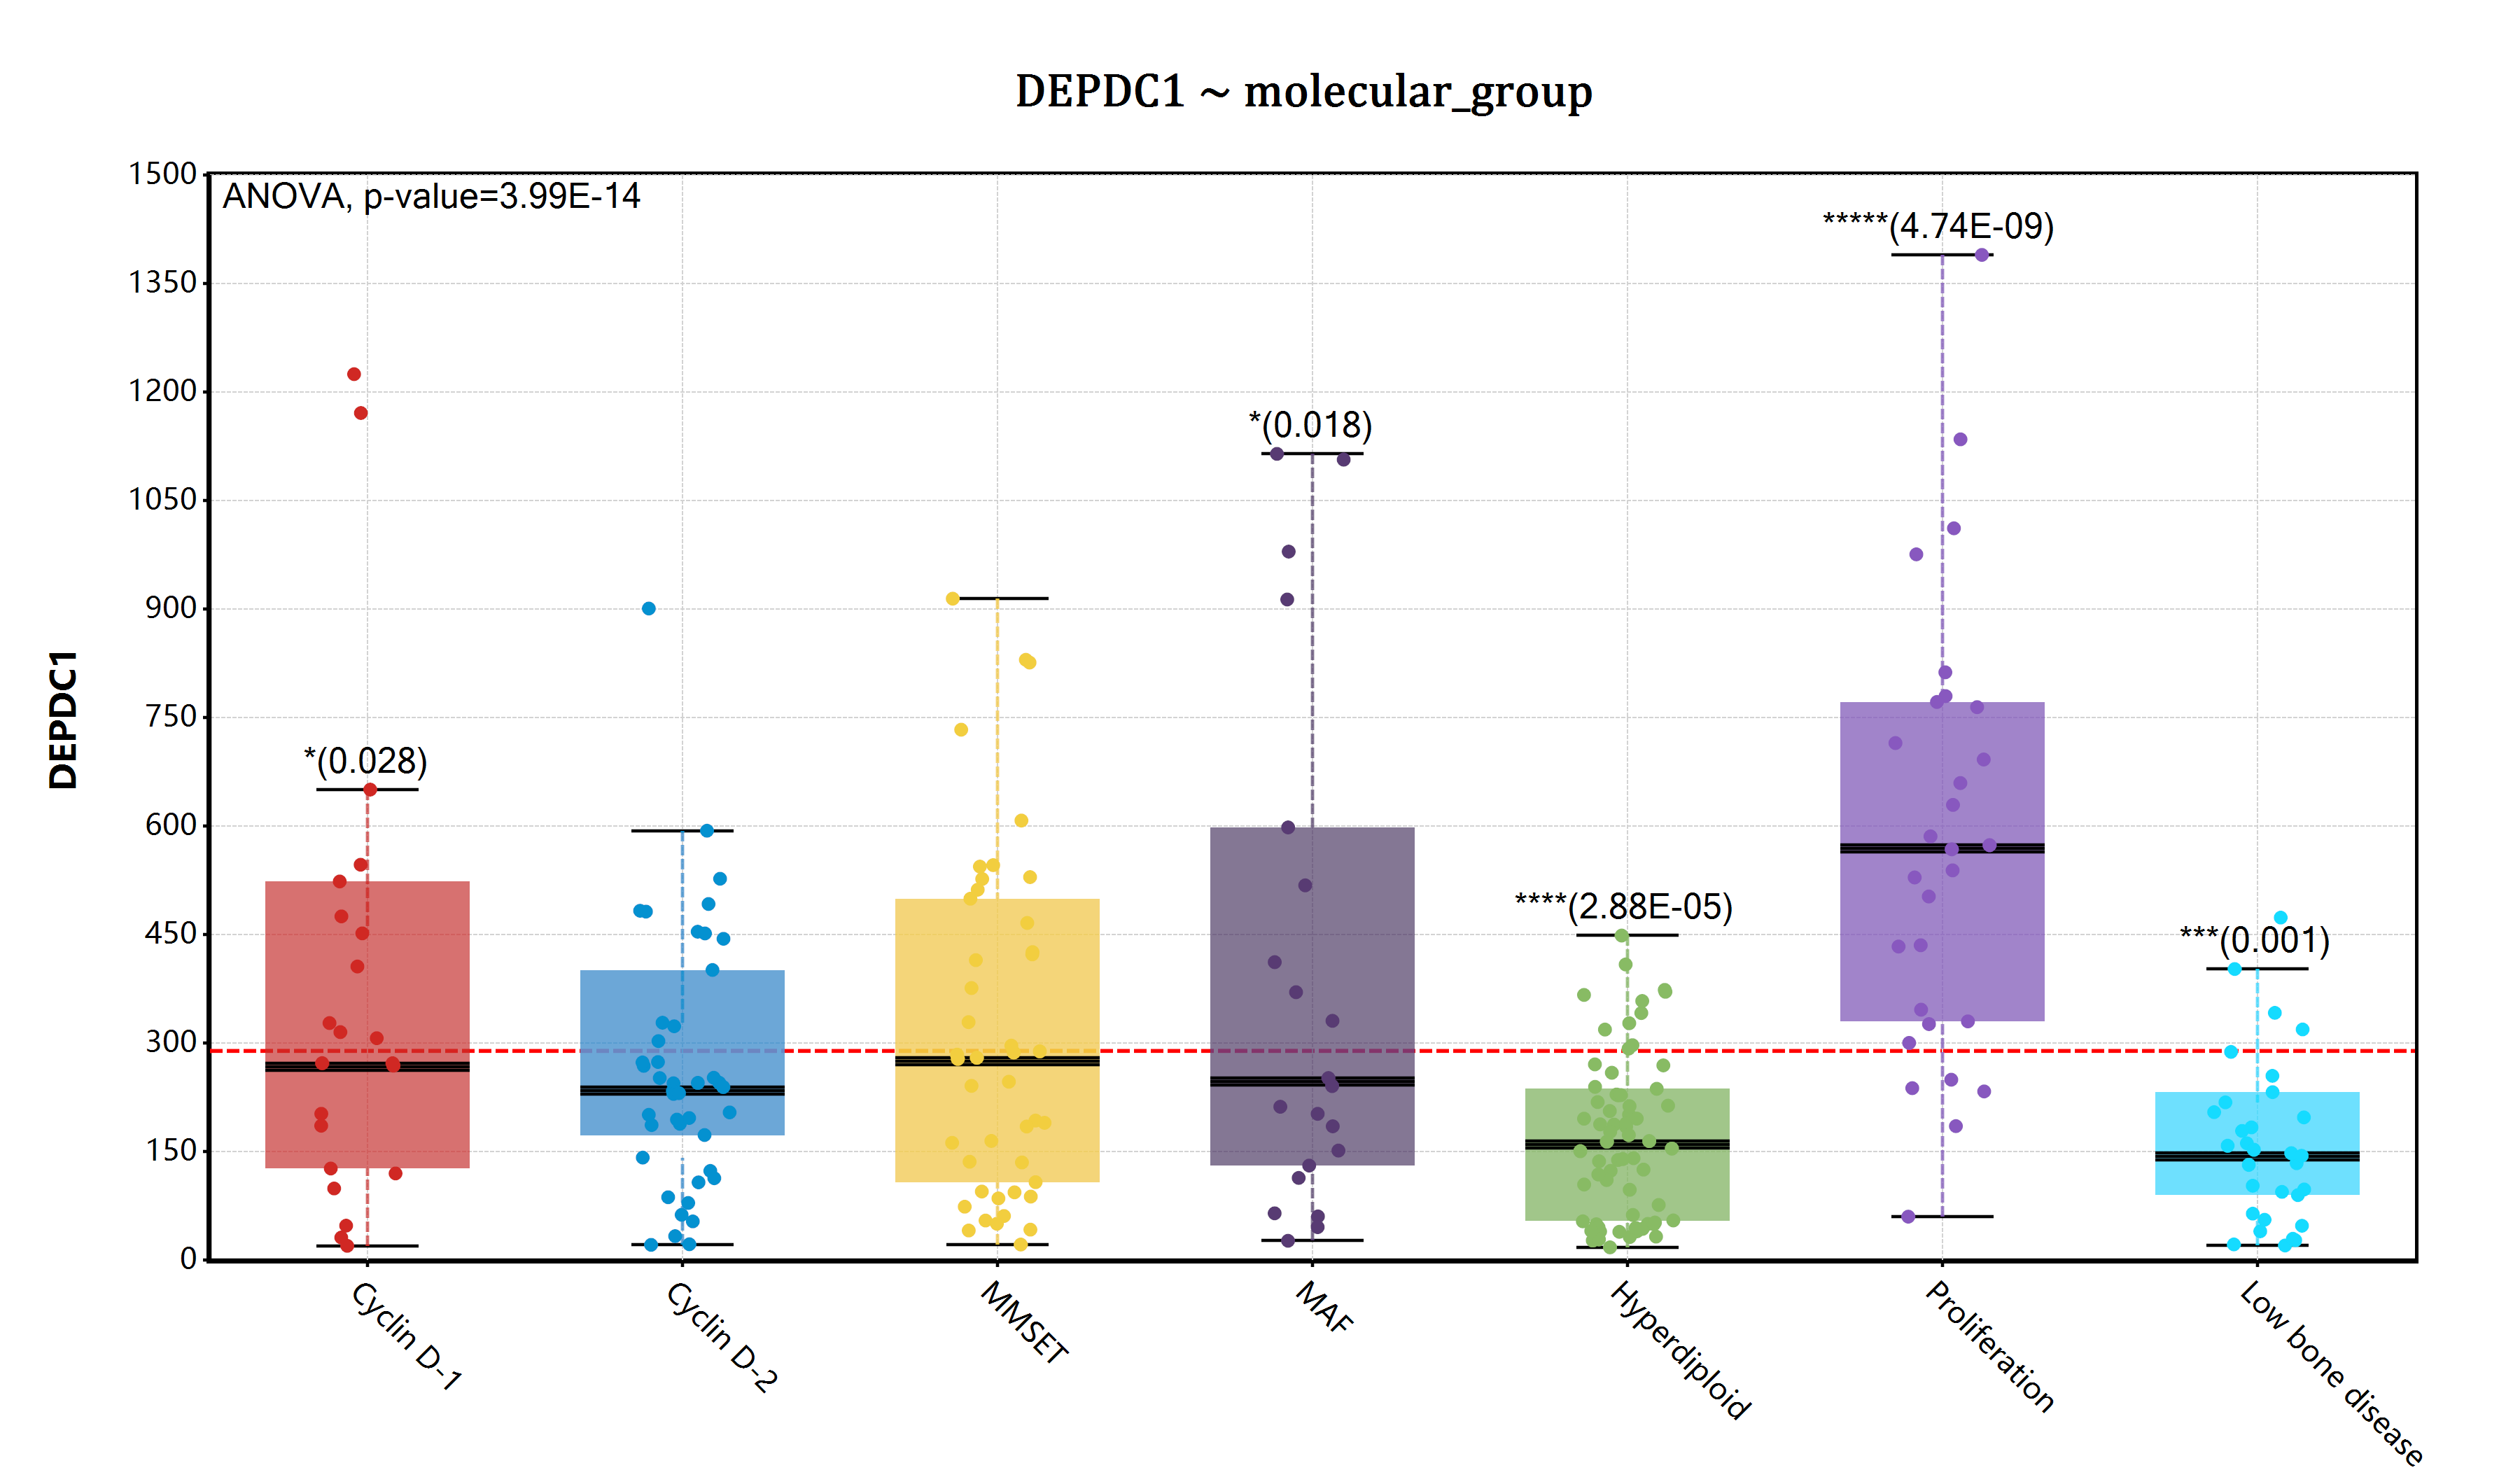 DEPDC1 ~ molecular_group
ANOVA, p-value=3.99E-14
*****(4.74E-09)
*(0.018)
*(0.028)
****(2.88E-05)
***(0.001)
DEPDC1
1500
1350
1200
1050
900
750
600
450
300
150
0
Cyclin D-1
Cyclin D-2
MMSET
MAF
Hyperdiploid
Proliferation
Low bone disease